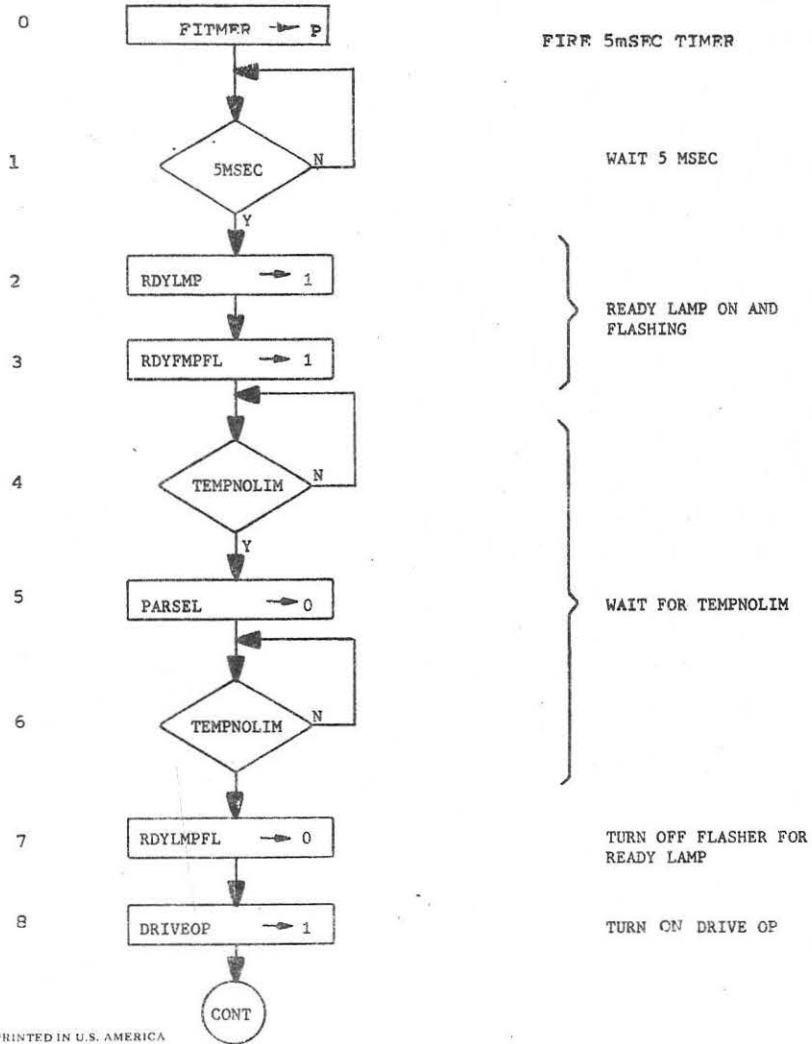 0
FITMER → P
FIRE 5mSEC TIMER
1
5MSEC
N
WAIT 5 MSEC
Y
2
RDYLMP → 1
READY LAMP ON AND
FLASHING
3
RDYFMPFL → 1
4
TEMPNOLIM
N
Y
5
PARSEL → 0
WAIT FOR TEMPNOLIM
6
TEMPNOLIM
N
7
RDYLMPFL → 0
TURN OFF FLASHER FOR
READY LAMP
8
DRIVEOP → 1
TURN ON DRIVE OP
CONT
PRINTED IN U.S. AMERICA